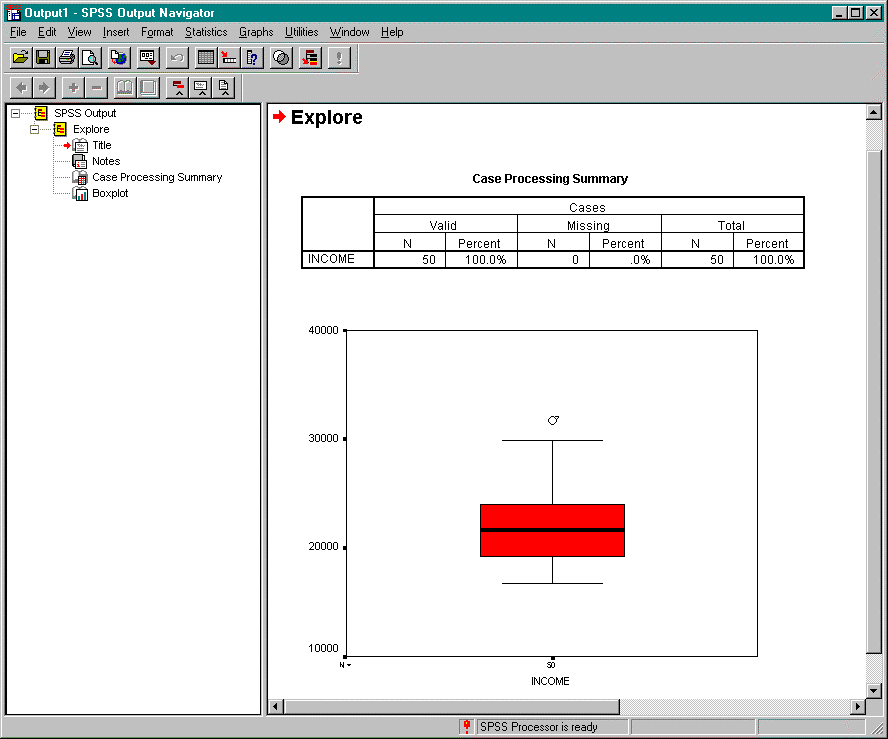 Output1 - SPSS Output Navigator
File Edit View Insert Format Statistics Graphs Utilities Window Help
SPSS Output
Explore
Title
Notes
Case Processing Summary
Boxplot
Explore
Case Processing Summary
Cases
Valid Missing Total
N Percent N Percent N Percent
INCOME 50 100.0% 0 .0% 50 100.0%
40000
30000
20000
10000
N = 50
INCOME
SPSS Processor is ready